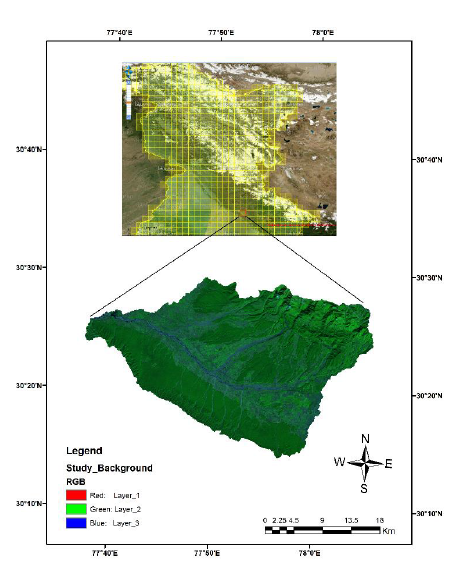 77°40'E 77°50'E 78°0'E
30°40'N 30°40'N
30°30'N 30°30'N
30°20'N 30°20'N
Legend
Study_Background
RGB
Red: Layer_1
Green: Layer_2
Blue: Layer_3
30°10'N 30°10'N
N
W E
S
0 2.25 4.5 9 13.5 18
Km
77°40'E 77°50'E 78°0'E